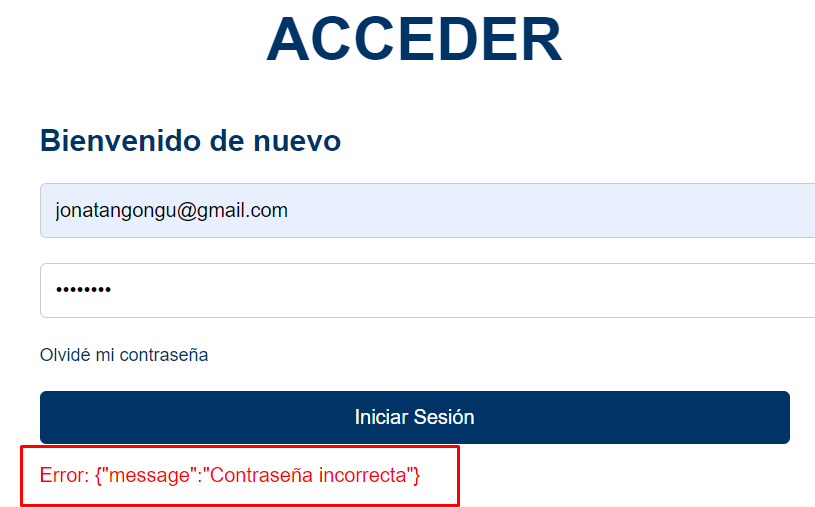 ACCEDER
Bienvenido de nuevo
jonatangongu@gmail.com
••••••••
Olvidé mi contraseña
Iniciar Sesión
Error: {"message":"Contraseña incorrecta"}